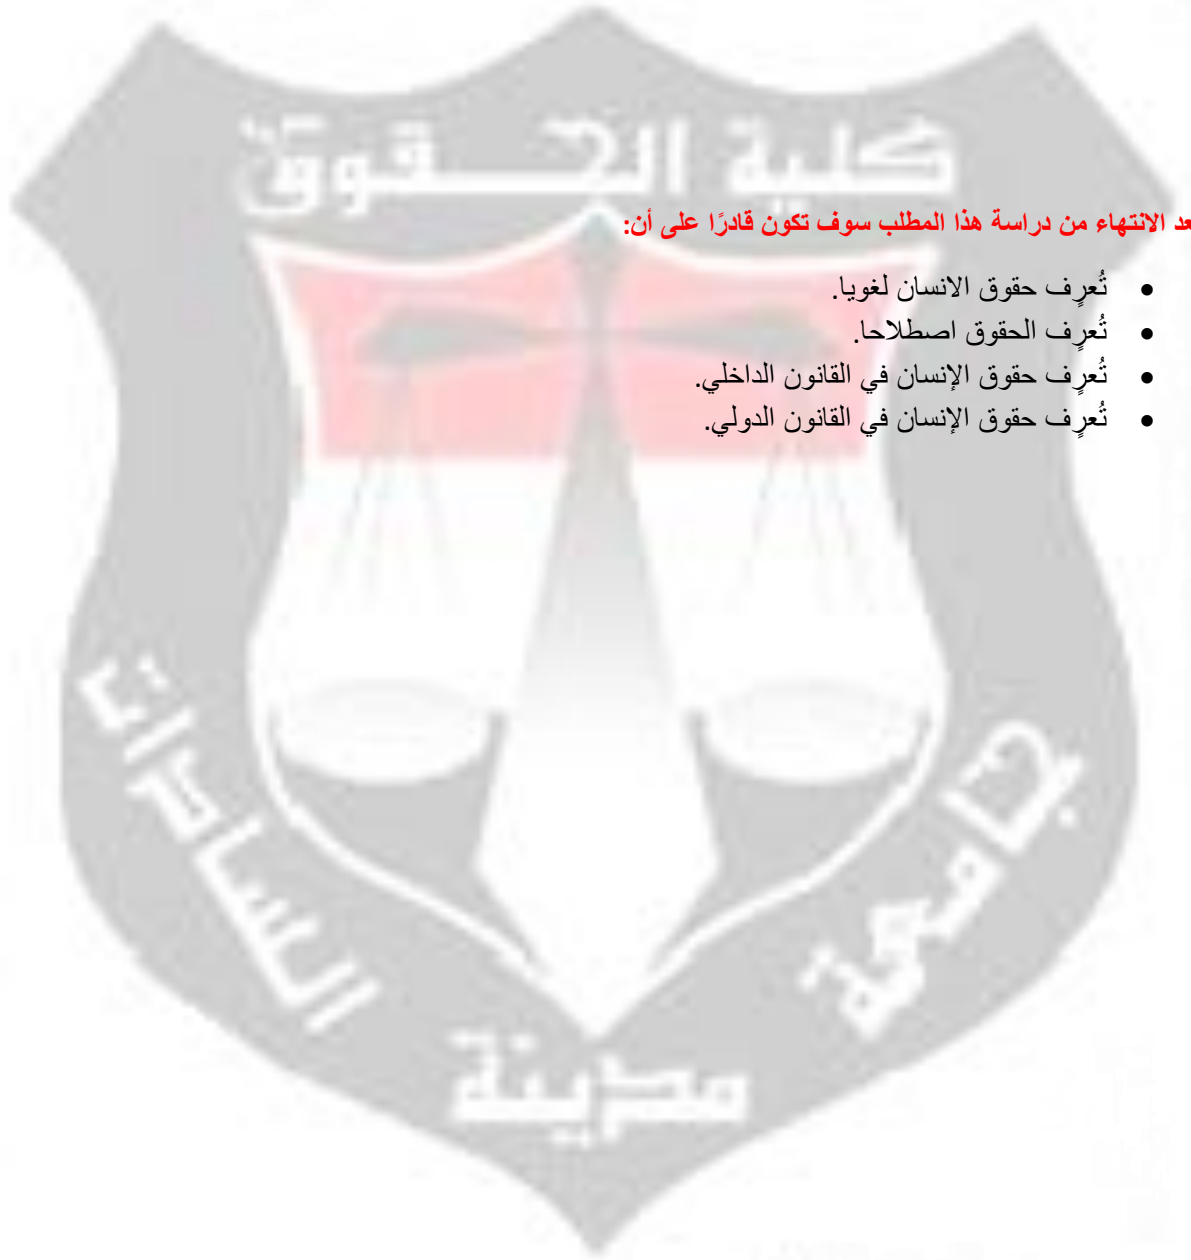 كلية الحقوق
عد الانتهاء من دراسة هذا المطلب سوف تكون قادرًا على أن:
• تُعرِف حقوق الانسان لغويا.
• تُعرِف الحقوق اصطلاحا.
• تُعرِف حقوق الإنسان في القانون الداخلي.
• تُعرِف حقوق الإنسان في القانون الدولي.
جامعة
مدينة
السادات